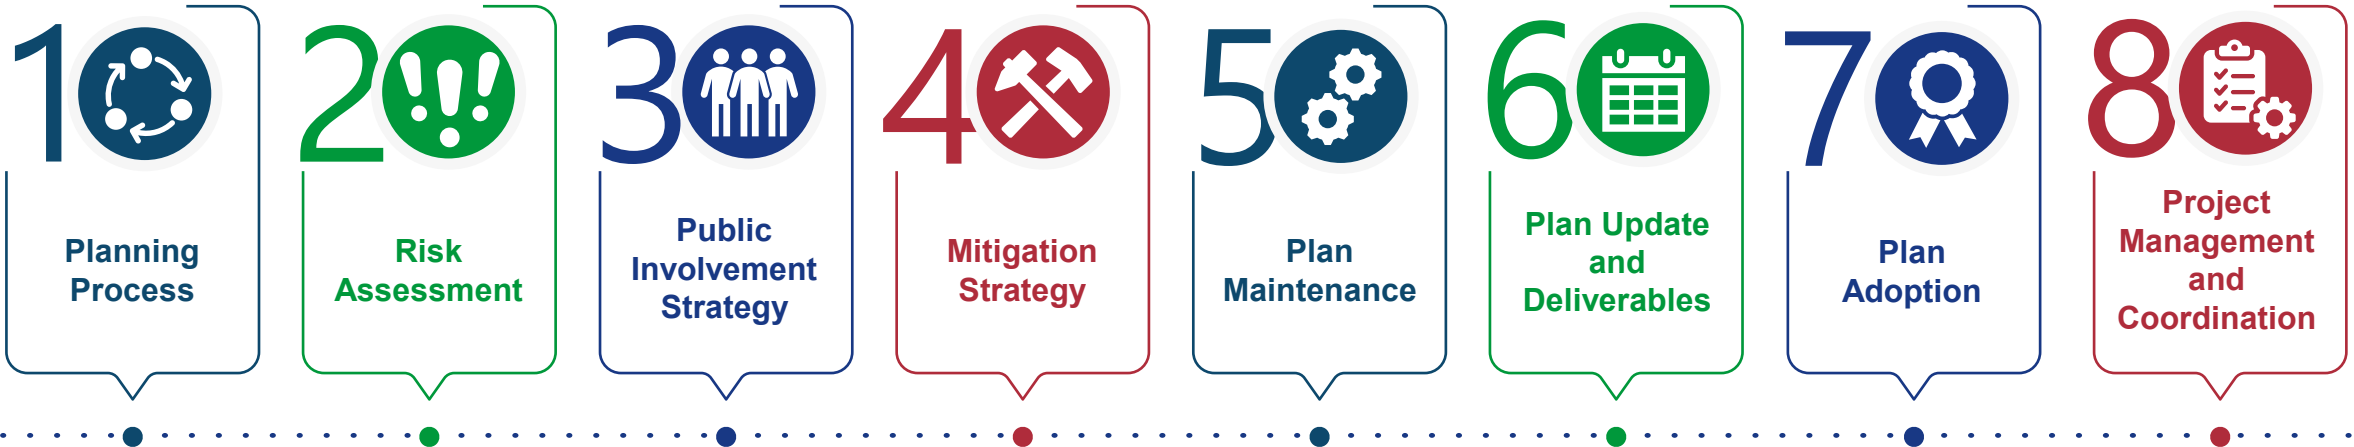 1
Planning
Process
2
Risk
Assessment
3
Public
Involvement
Strategy
4
Mitigation
Strategy
5
Plan
Maintenance
6
Plan Update
and
Deliverables
7
Plan
Adoption
8
Project
Management
and
Coordination